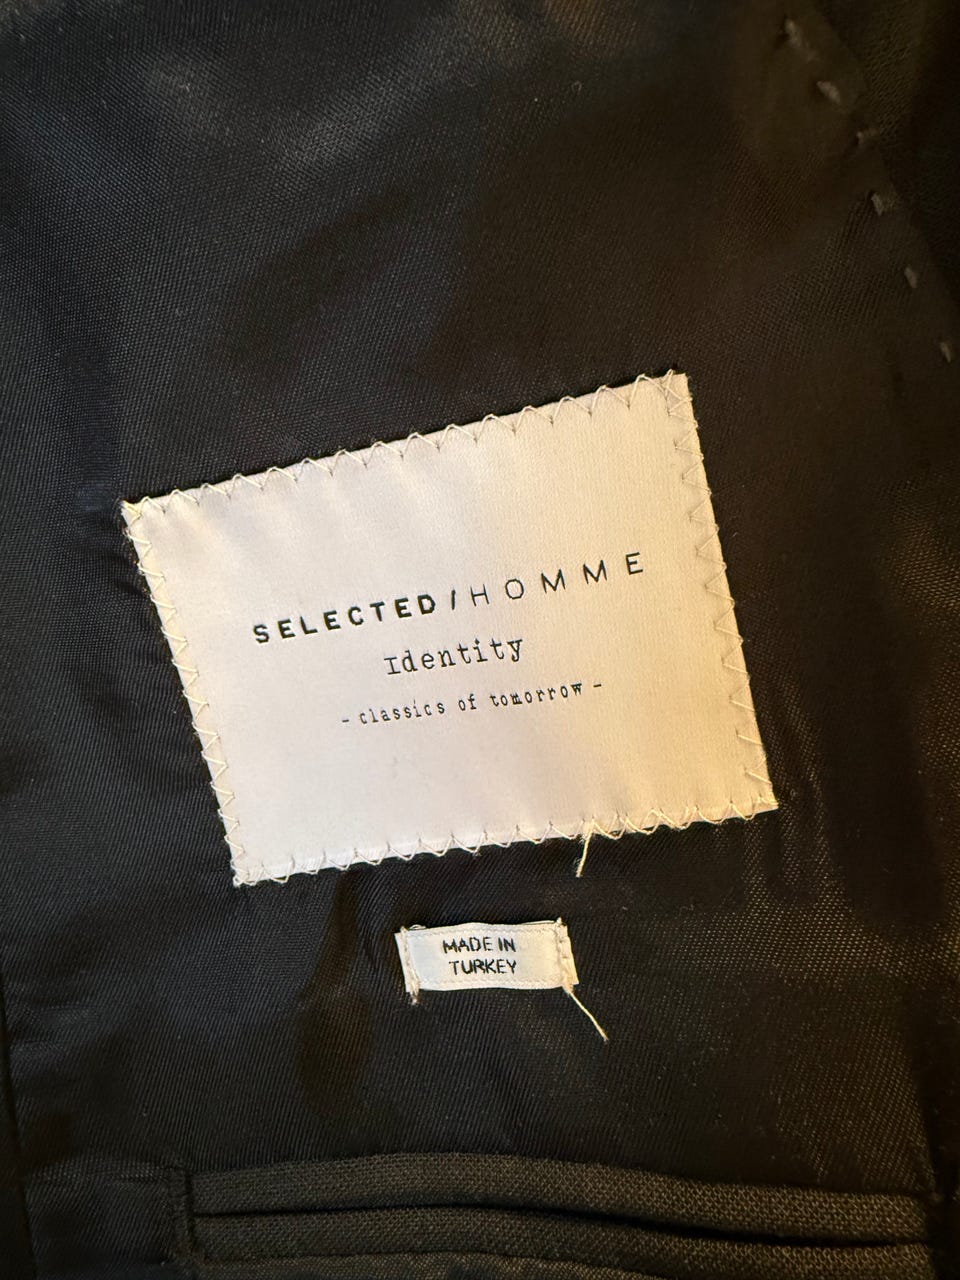 SELECTED/HOMME
Identity
- classics of tomorrow -
MADE IN
TURKEY